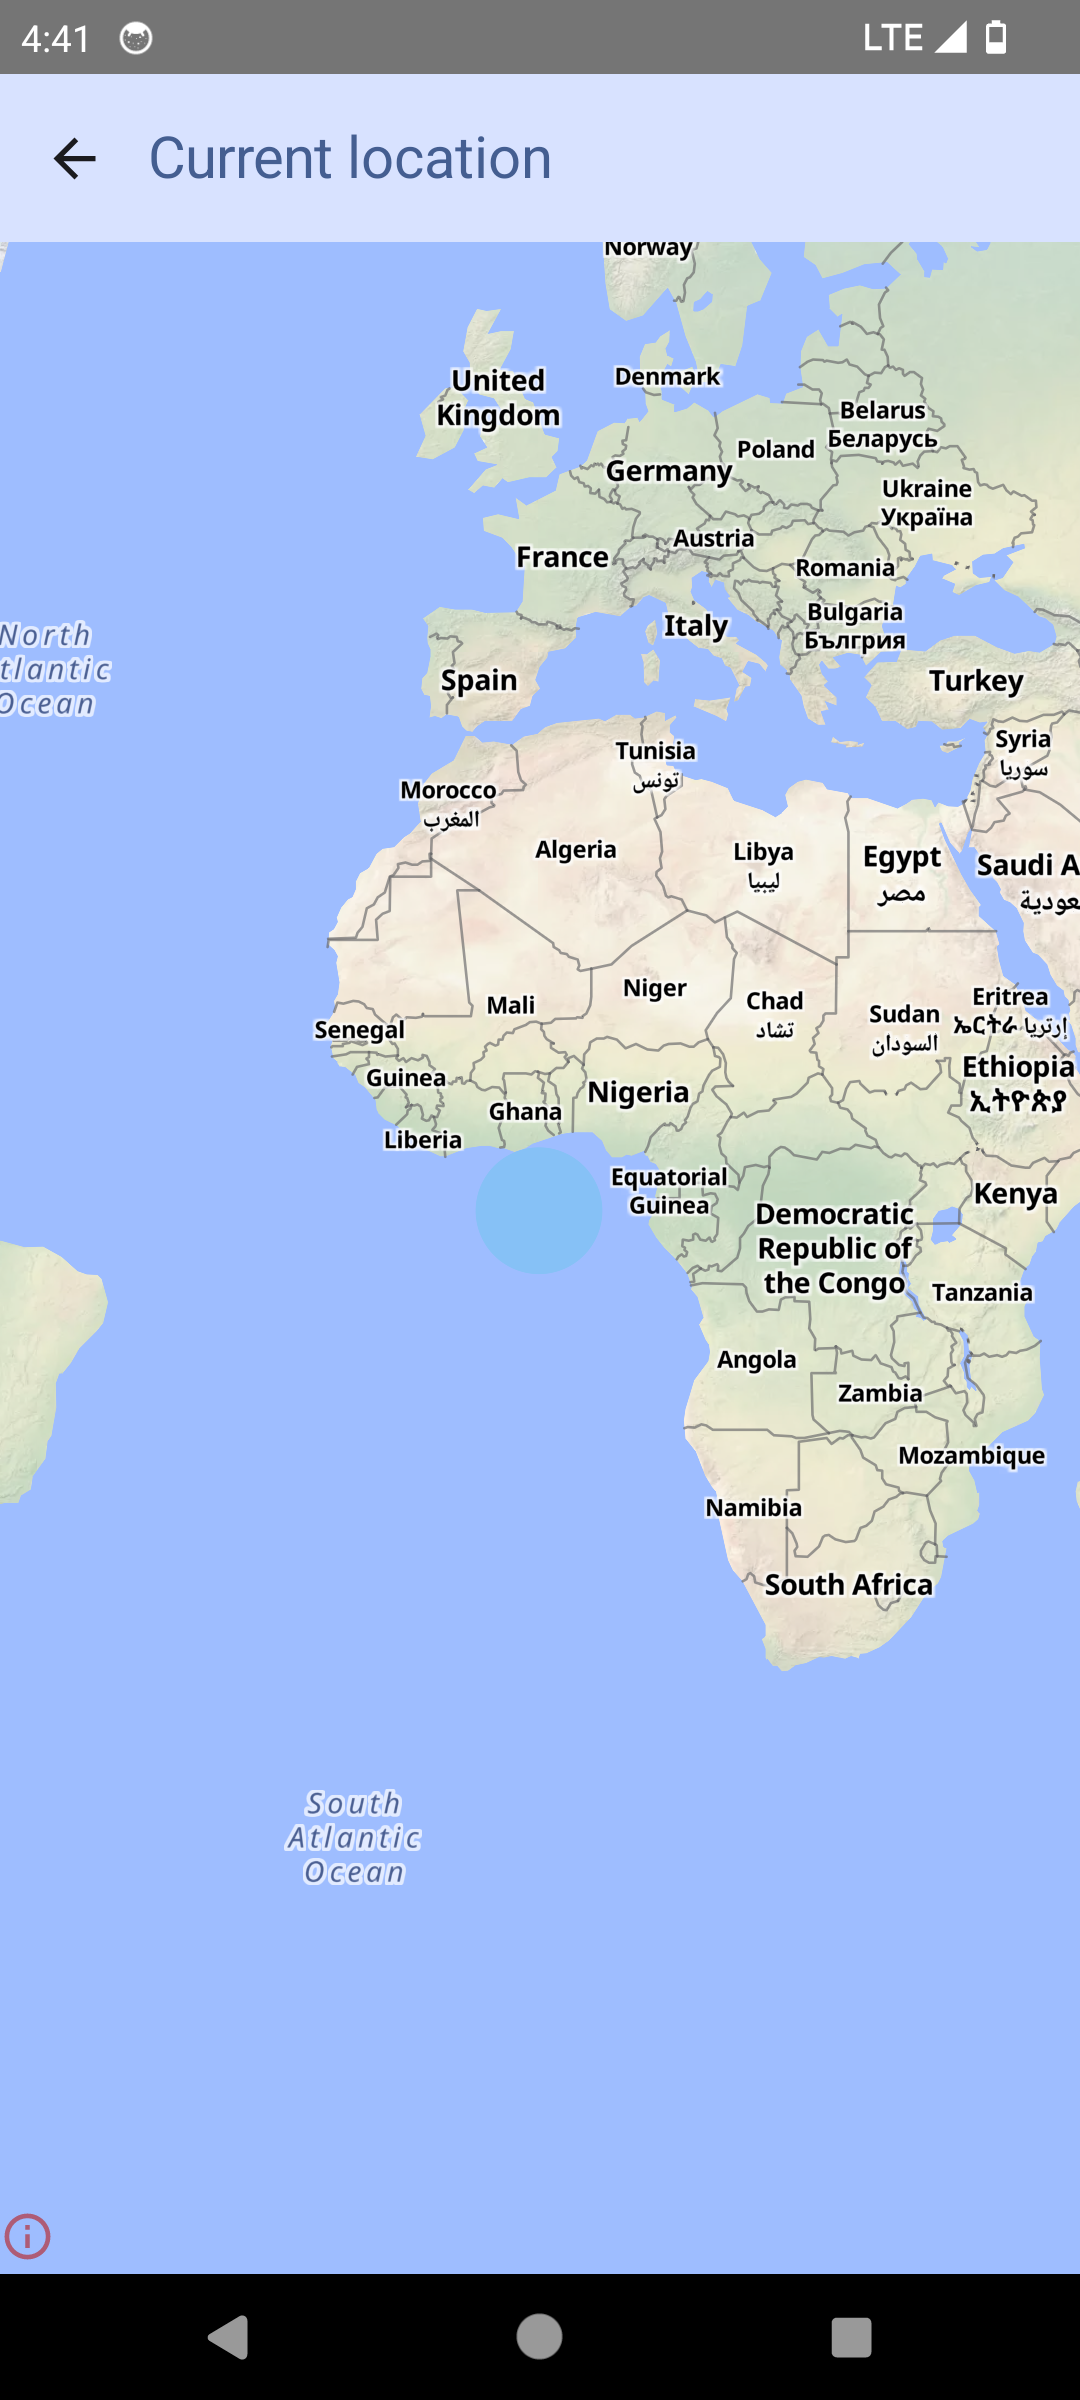 4:41
LTE
Current location
Norway
United
Kingdom
Denmark
Belarus
Беларусь
Poland
Germany
Ukraine
Україна
Austria
France
Romania
Bulgaria
Бългрия
Italy
North
tlantic
Ocean
Spain
Turkey
Syria
سوريا
Tunisia
تونس
Morocco
المغرب
Algeria
Libya
ليبيا
Egypt
مصر
Saudi A
عودية
Niger
Mali
Chad
تشاد
Eritrea
ኤርትራ إرتريا
Sudan
السودان
Senegal
Ethiopia
ኢትዮጵያ
Guinea
Nigeria
Ghana
Liberia
Equatorial
Guinea
Kenya
Democratic
Republic of
the Congo
Tanzania
Angola
Zambia
Mozambique
Namibia
South Africa
South
Atlantic
Ocean